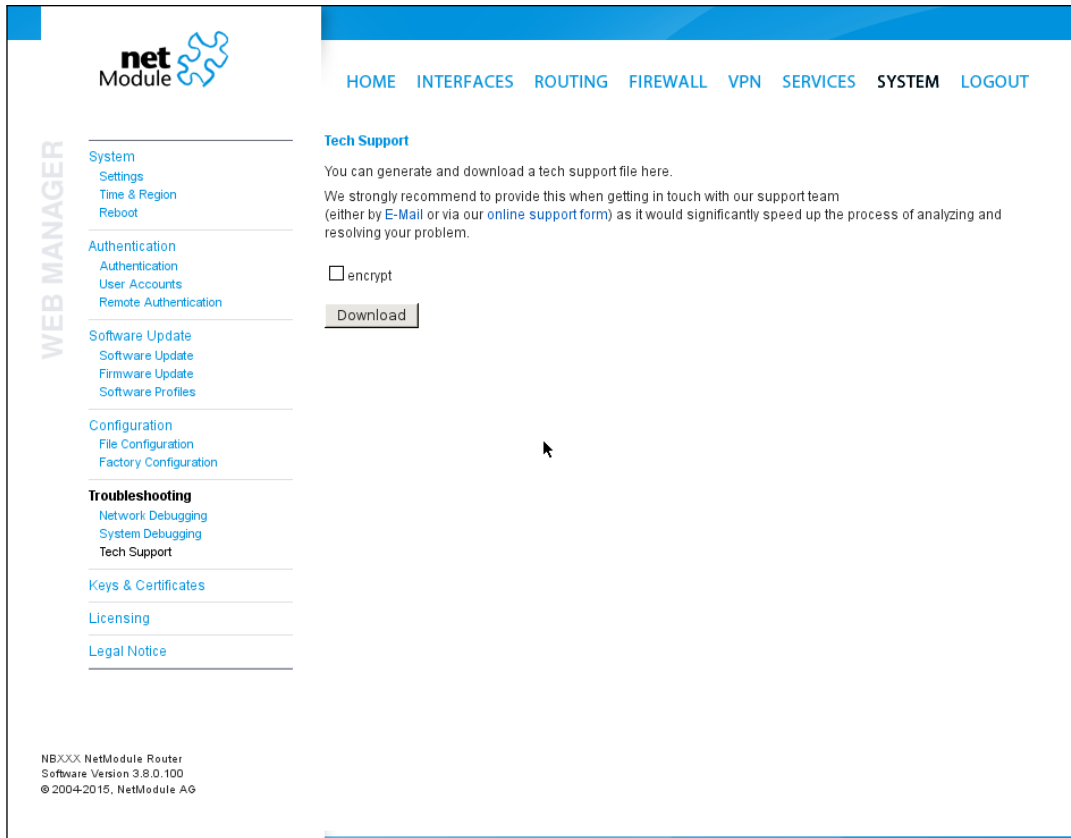 net
Module
HOME INTERFACES ROUTING FIREWALL VPN SERVICES SYSTEM LOGOUT
WEB MANAGER
System
Settings
Time & Region
Reboot
Authentication
Authentication
User Accounts
Remote Authentication
Software Update
Software Update
Firmware Update
Software Profiles
Configuration
File Configuration
Factory Configuration
Troubleshooting
Network Debugging
System Debugging
Tech Support
Keys & Certificates
Licensing
Legal Notice
Tech Support
You can generate and download a tech support file here.
We strongly recommend to provide this when getting in touch with our support team
(either by E-Mail or via our online support form) as it would significantly speed up the process of analyzing and
resolving your problem.
encrypt
Download
NBXXX NetModule Router
Software Version 3.8.0.100
© 2004-2015, NetModule AG